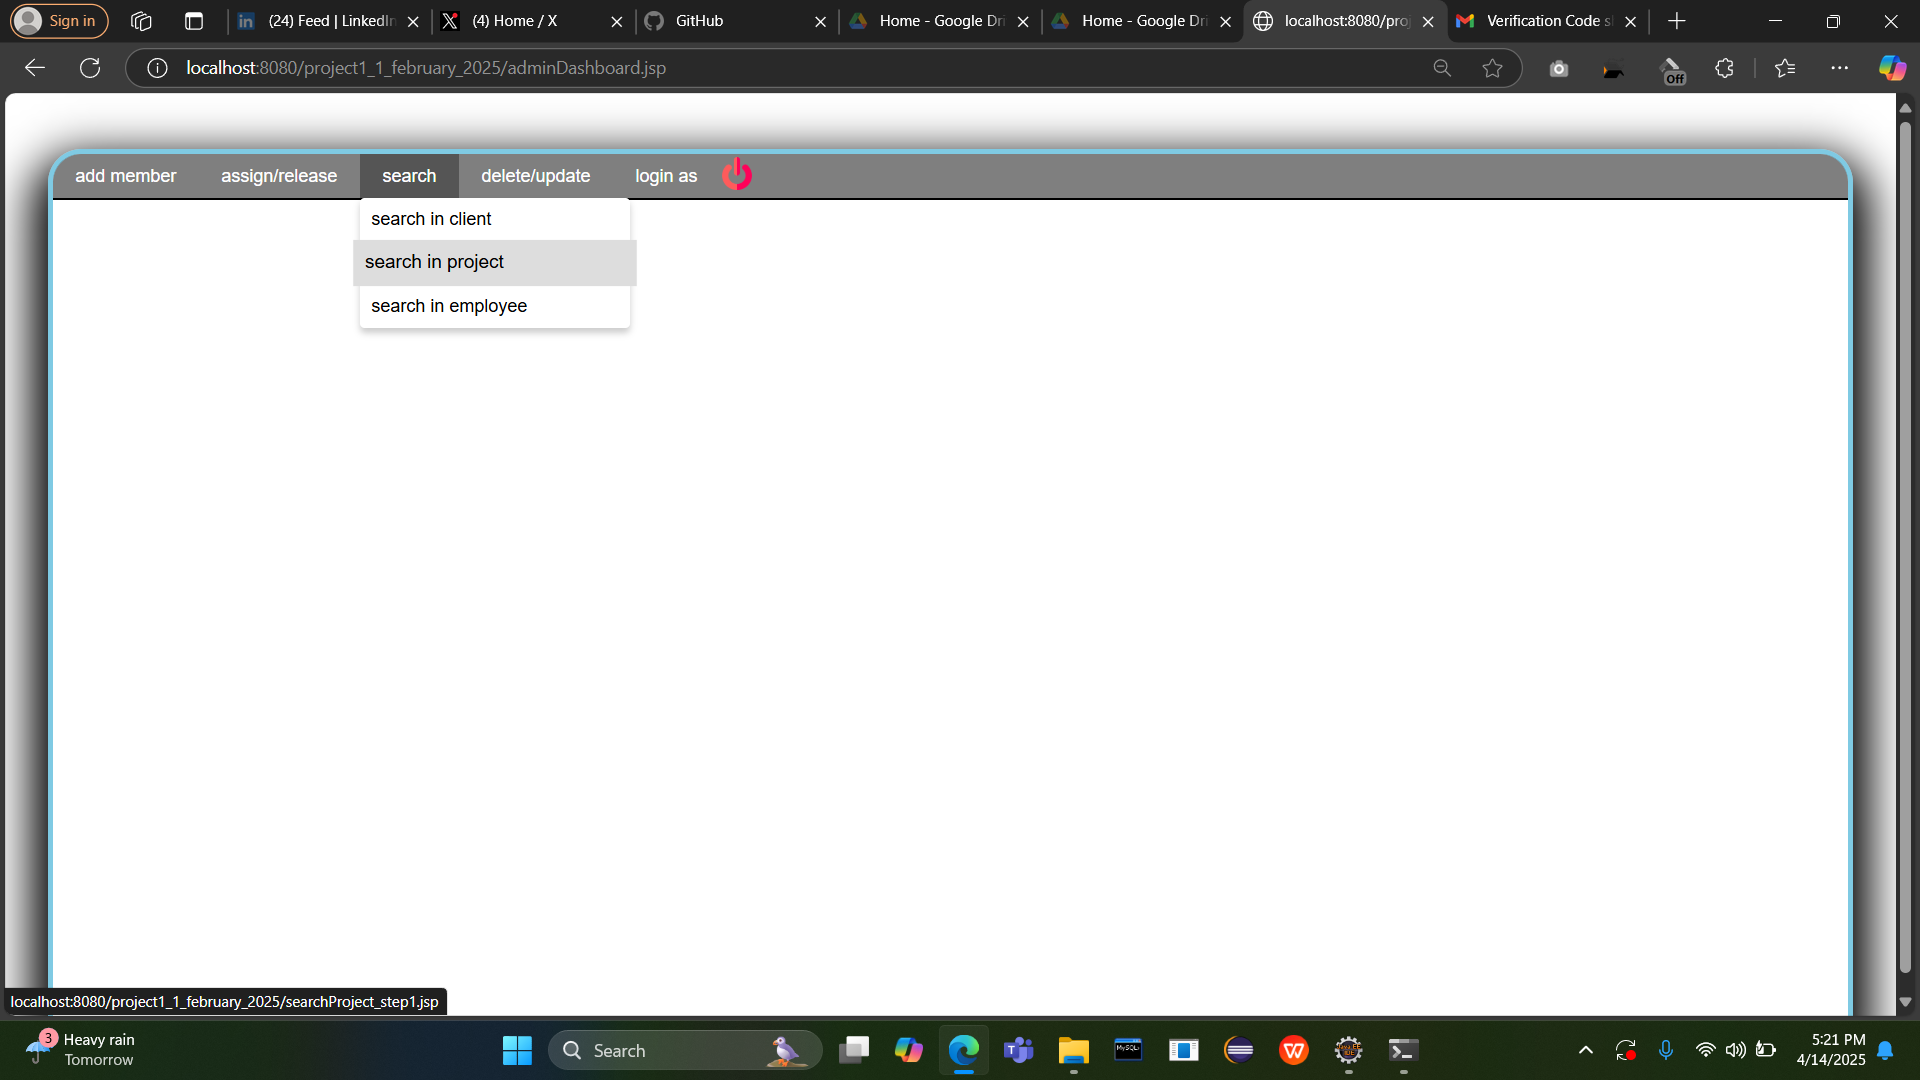 Sign in
(24) Feed | LinkedIn
(4) Home / X
GitHub
Home - Google Dri
Home - Google Dri
localhost:8080/proj
Verification Code s
localhost:8080/project1_1_february_2025/adminDashboard.jsp
Off
add member
assign/release
search
delete/update
login as
search in client
search in project
search in employee
localhost:8080/project1_1_february_2025/searchProject_step1.jsp
3
Heavy rain
Tomorrow
Search
5:21 PM
4/14/2025